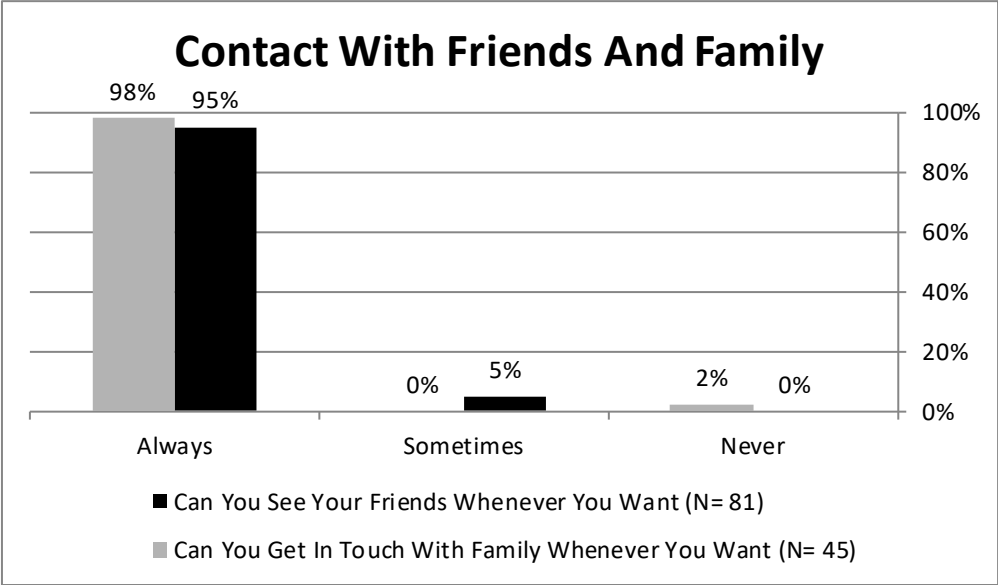 Contact With Friends And Family
98%
95%
100%
80%
60%
40%
20%
0%
0%
5%
2%
0%
Always
Sometimes
Never
Can You See Your Friends Whenever You Want (N= 81)
Can You Get In Touch With Family Whenever You Want (N= 45)